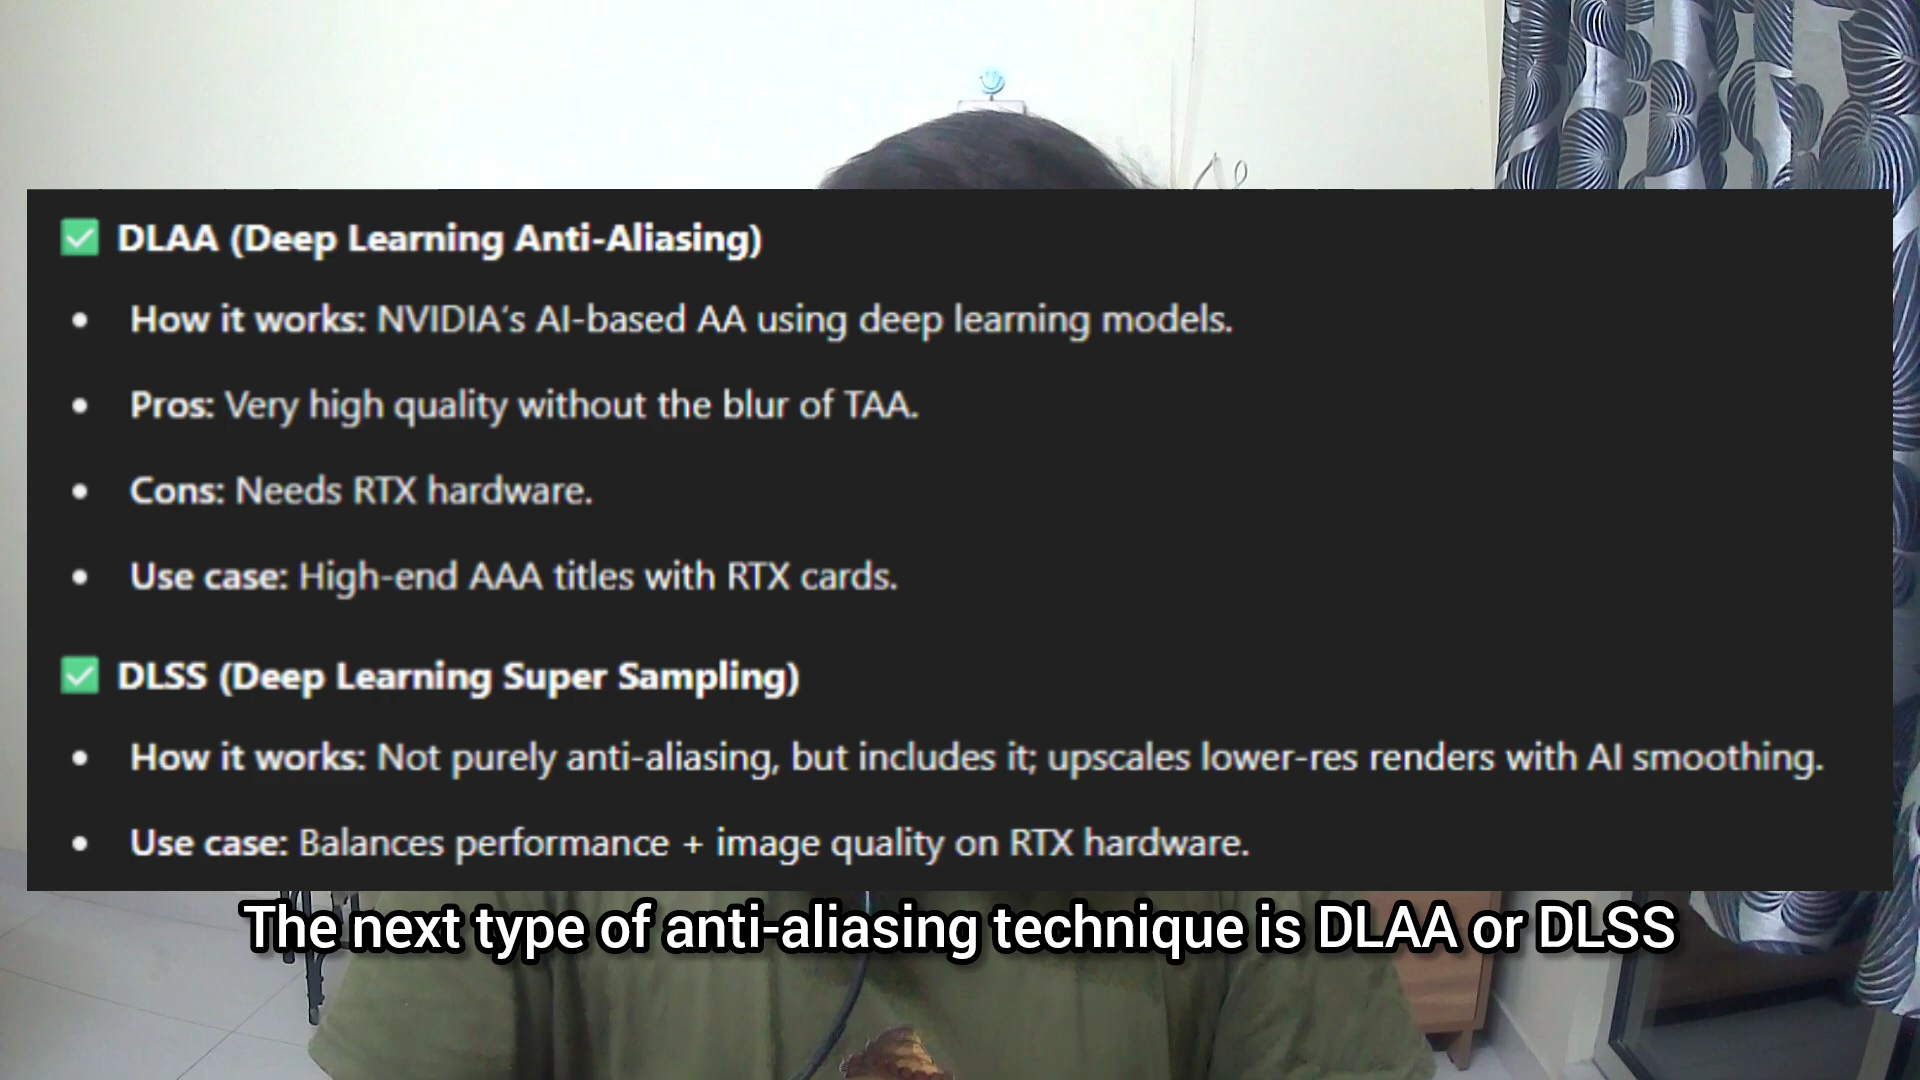 ✅ DLAA (Deep Learning Anti-Aliasing)
• How it works: NVIDIA's AI-based AA using deep learning models.
• Pros: Very high quality without the blur of TAA.
• Cons: Needs RTX hardware.
• Use case: High-end AAA titles with RTX cards.
✅ DLSS (Deep Learning Super Sampling)
• How it works: Not purely anti-aliasing, but includes it; upscales lower-res renders with AI smoothing.
• Use case: Balances performance + image quality on RTX hardware.
The next type of anti-aliasing technique is DLAA or DLSS